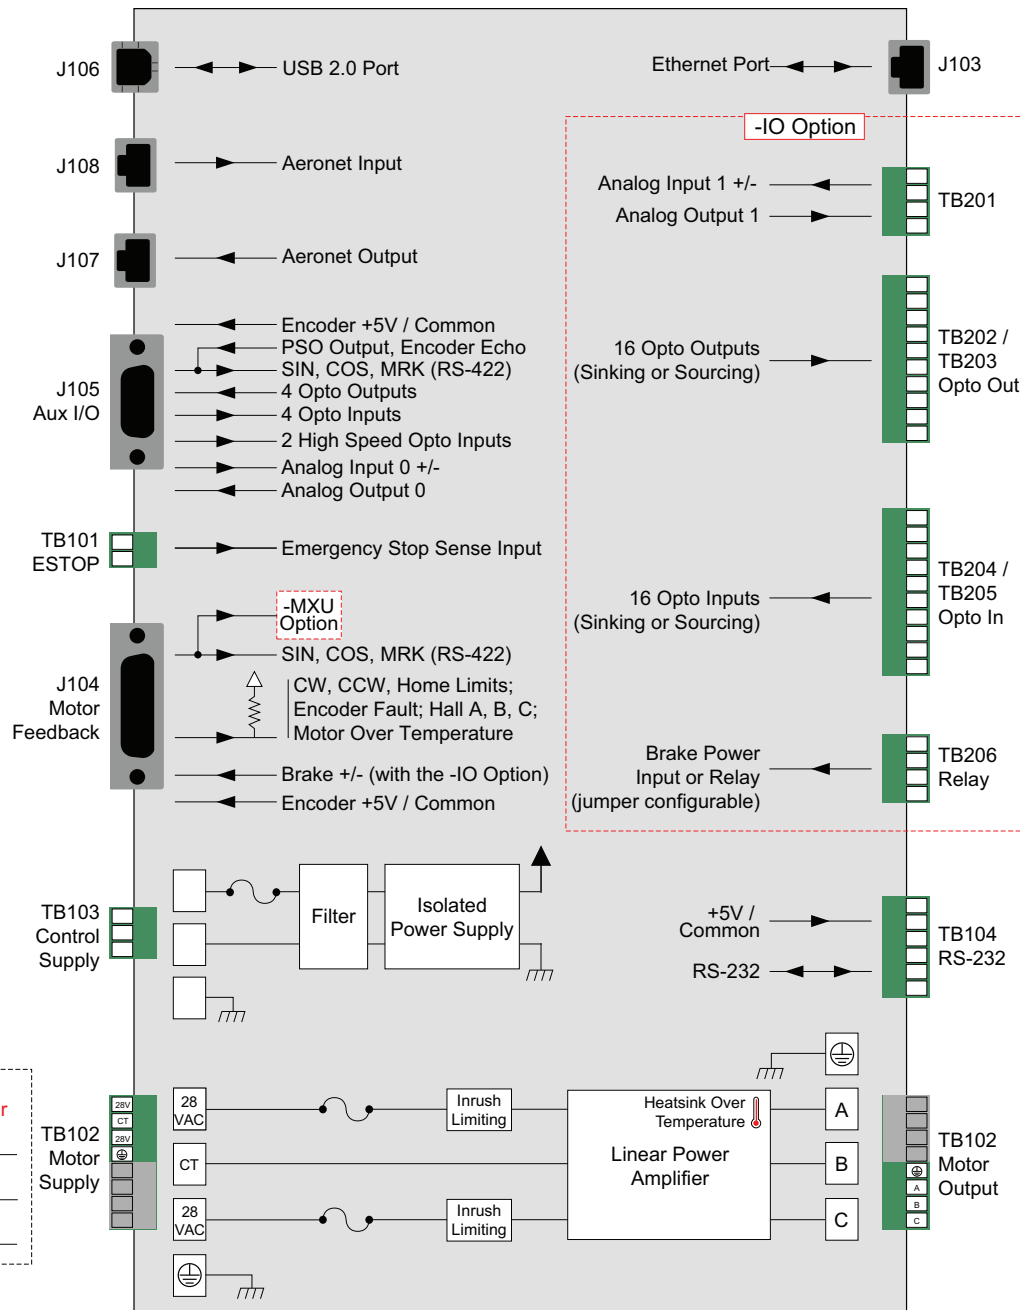 J106
USB 2.0 Port
Ethernet Port
J103
-IO Option
J108
Aeronet Input
Analog Input 1 +/-
Analog Output 1
TB201
J107
Aeronet Output
J105
Aux I/O
Encoder +5V / Common
PSO Output, Encoder Echo
SIN, COS, MRK (RS-422)
4 Opto Outputs
4 Opto Inputs
2 High Speed Opto Inputs
Analog Input 0 +/-
Analog Output 0
16 Opto Outputs
(Sinking or Sourcing)
TB202 /
TB203
Opto Out
TB101
ESTOP
Emergency Stop Sense Input
16 Opto Inputs
(Sinking or Sourcing)
TB204 /
TB205
Opto In
J104
Motor
Feedback
-MXU
Option
SIN, COS, MRK (RS-422)
CW, CCW, Home Limits;
Encoder Fault; Hall A, B, C;
Motor Over Temperature
Brake +/- (with the -IO Option)
Encoder +5V / Common
Brake Power
Input or Relay
(jumper configurable)
TB206
Relay
TB103
Control
Supply
Filter
Isolated
Power Supply
+5V /
Common
RS-232
TB104
RS-232
r
TB102
Motor
Supply
28V
CT
28V
28
VAC
CT
28
VAC
Inrush
Limiting
Inrush
Limiting
Heatsink Over
Temperature
Linear Power
Amplifier
A
B
C
A
B
C
TB102
Motor
Output